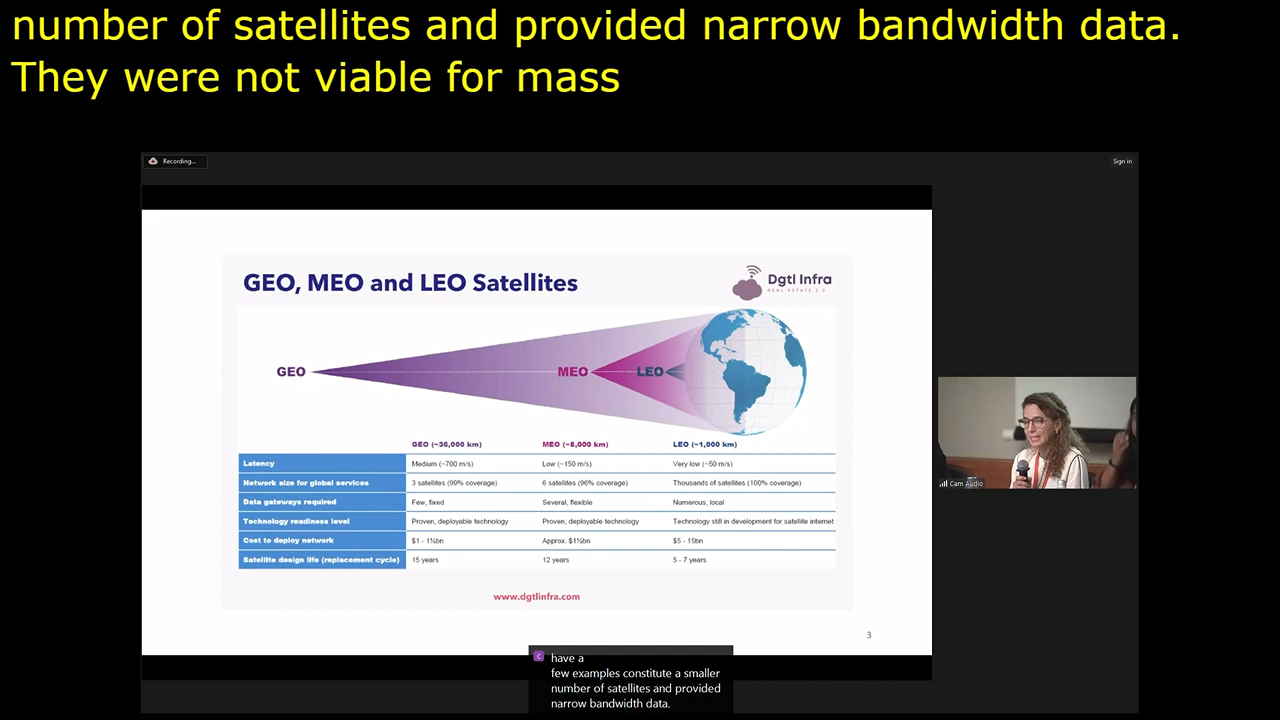 number of satellites and provided narrow bandwidth data.
They were not viable for mass
Recording...
Sign in
GEO, MEO and LEO Satellites
Dgtl Infra
REAL ESTATE 2.0
GEO
MEO
LEO
GEO (~36,000 km) MEO (~8,000 km) LEO (~1,000 km)
Latency Medium (~700 m/s) Low (~150 m/s) Very low (~50 m/s)
Network size for global services 3 satellites (99% coverage) 6 satellites (96% coverage) Thousands of satellites (100% coverage)
Data gateways required Few, fixed Several, flexible Numerous, local
Technology readiness level Proven, deployable technology Proven, deployable technology Technology still in development for satellite internet
Cost to deploy network $1 - 1½bn Approx. $1½bn $5 - 15bn
Satellite design life (replacement cycle) 15 years 12 years 5 - 7 years
www.dgtlinfra.com
3
Cam Audio
C have a
few examples constitute a smaller
number of satellites and provided
narrow bandwidth data.